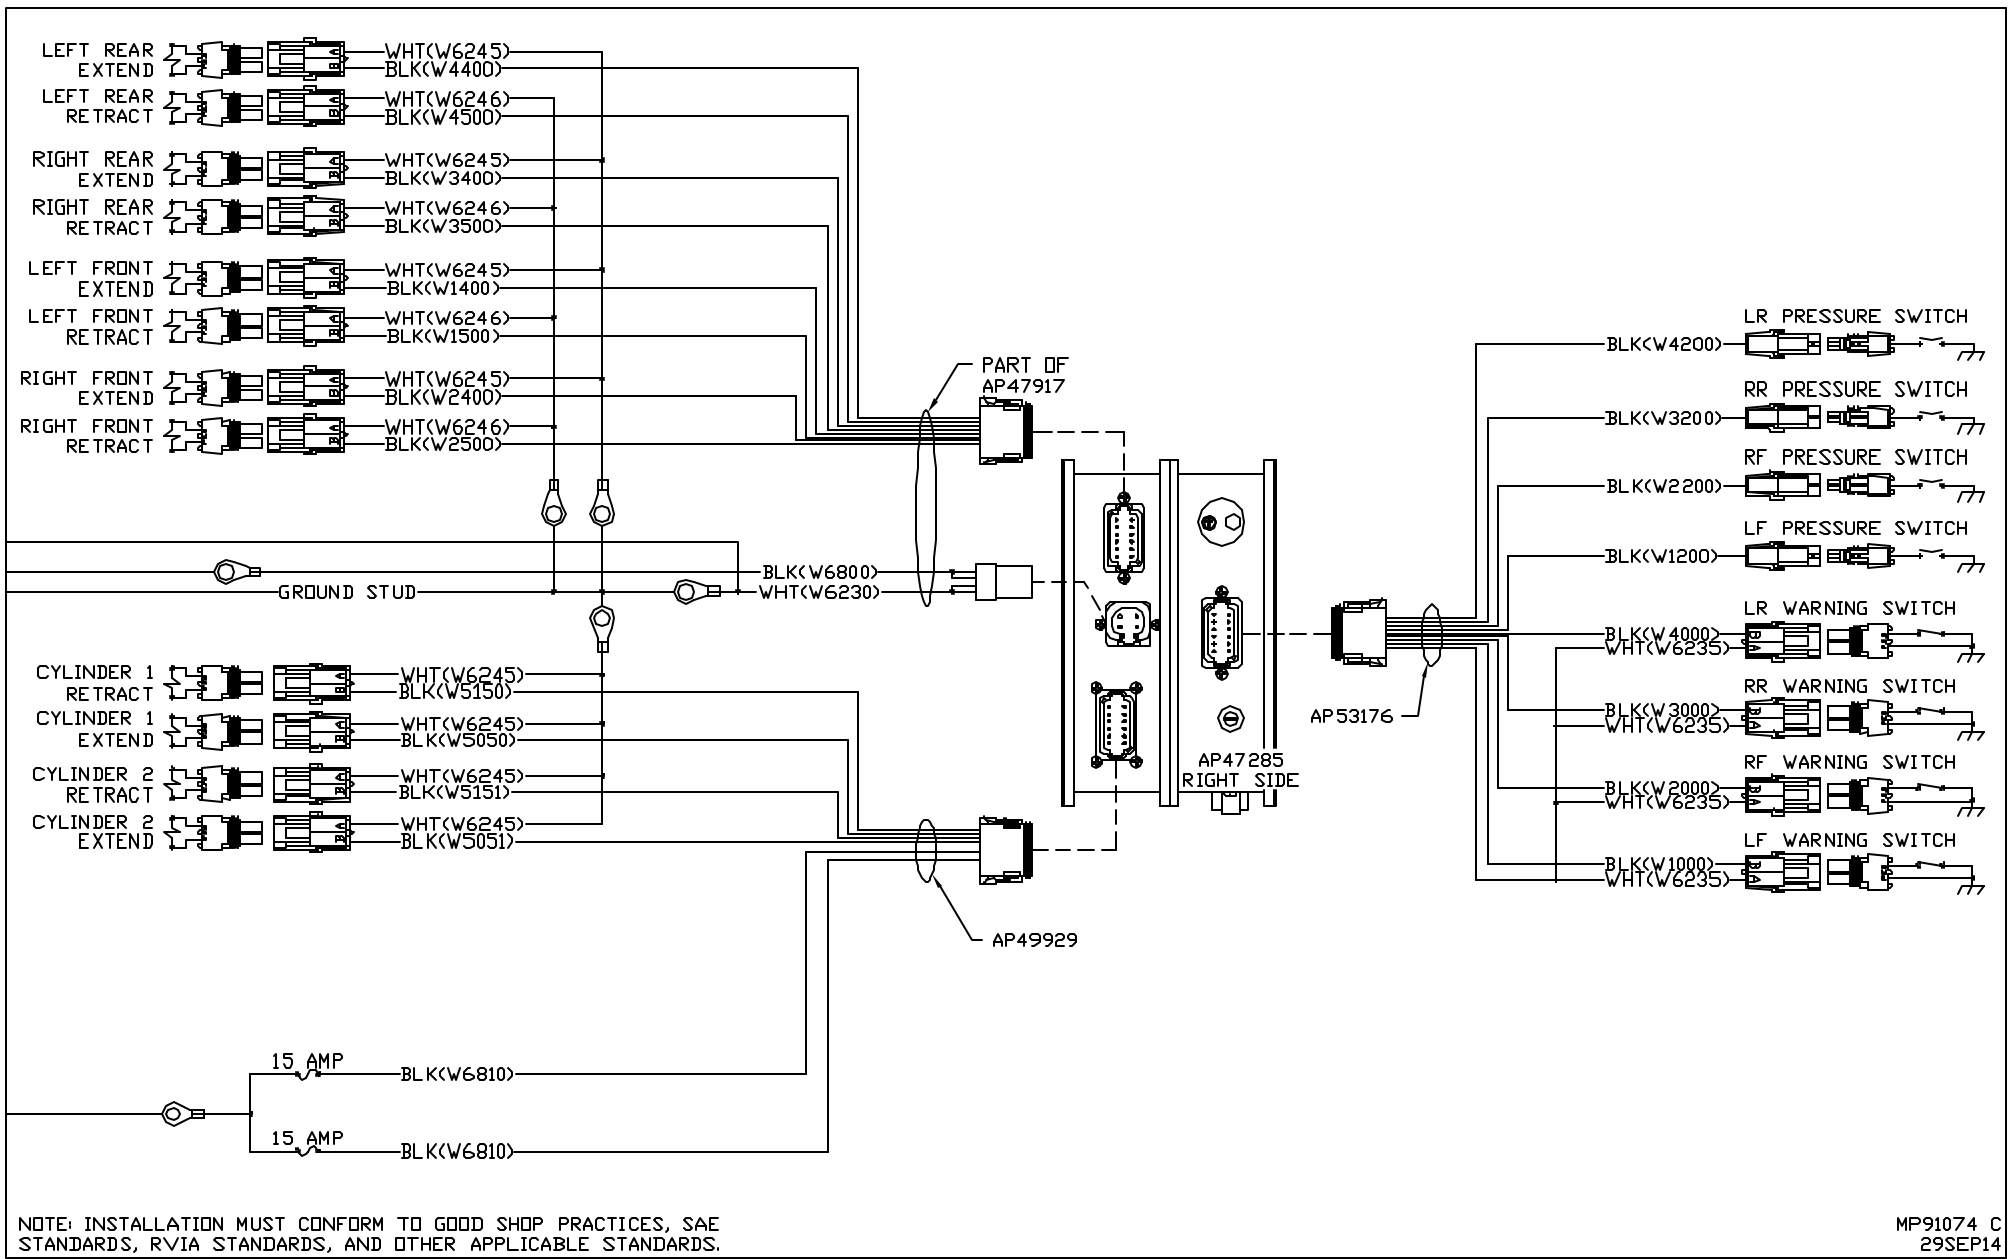 LEFT REAR
EXTEND
WHT(W6245)
BLK(W4400)
A
B
LEFT REAR
RETRACT
WHT(W6246)
BLK(W4500)
A
B
RIGHT REAR
EXTEND
WHT(W6245)
BLK(W3400)
A
B
RIGHT REAR
RETRACT
WHT(W6246)
BLK(W3500)
A
B
LEFT FRONT
EXTEND
WHT(W6245)
BLK(W1400)
A
B
LEFT FRONT
RETRACT
WHT(W6246)
BLK(W1500)
A
B
RIGHT FRONT
EXTEND
WHT(W6245)
BLK(W2400)
A
B
RIGHT FRONT
RETRACT
WHT(W6246)
BLK(W2500)
A
B
PART OF
AP47917
BLK(W6800)
WHT(W6230)
GROUND STUD
CYLINDER 1
RETRACT
WHT(W6245)
BLK(W5150)
A
B
CYLINDER 1
EXTEND
WHT(W6245)
BLK(W5050)
A
B
CYLINDER 2
RETRACT
WHT(W6245)
BLK(W5151)
A
B
CYLINDER 2
EXTEND
WHT(W6245)
BLK(W5051)
A
B
AP49929
15 AMP
BLK(W6810)
15 AMP
BLK(W6810)
AP47285
RIGHT SIDE
AP53176
LR PRESSURE SWITCH
BLK(W4200)
RR PRESSURE SWITCH
BLK(W3200)
RF PRESSURE SWITCH
BLK(W2200)
LF PRESSURE SWITCH
BLK(W1200)
LR WARNING SWITCH
BLK(W4000)
WHT(W6235)
B
A
RR WARNING SWITCH
BLK(W3000)
WHT(W6235)
B
A
RF WARNING SWITCH
BLK(W2000)
WHT(W6235)
B
A
LF WARNING SWITCH
BLK(W1000)
WHT(W6235)
B
A
NOTE: INSTALLATION MUST CONFORM TO GOOD SHOP PRACTICES, SAE
STANDARDS, RVIA STANDARDS, AND OTHER APPLICABLE STANDARDS.
MP91074 C
29SEP14